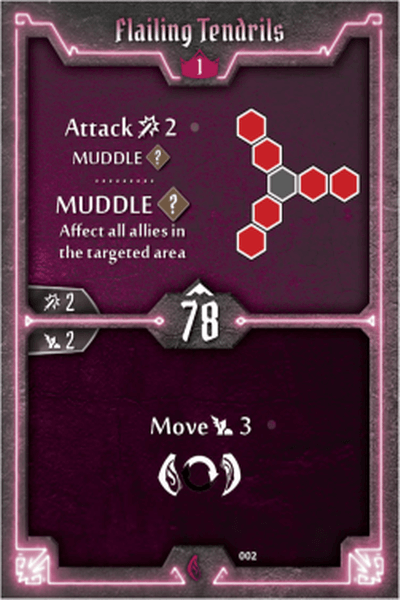 Flailing Tendrils
1
Attack 2
MUDDLE ?
MUDDLE ?
Affect all allies in
the targeted area
2
78
2
Move 3
002